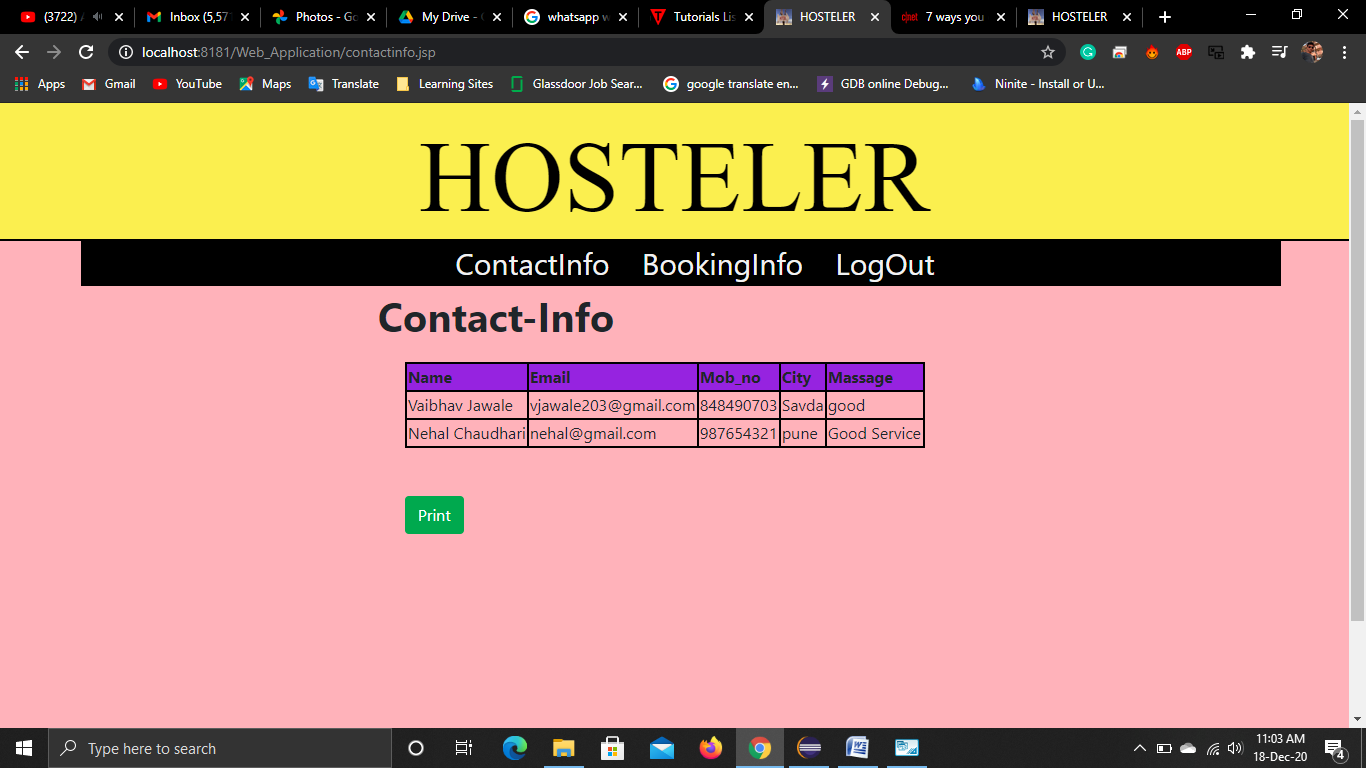 (3722) Inbox (5,57 Photos - Go My Drive - whatsapp w Tutorials Lis HOSTELER cnet 7 ways you HOSTELER
localhost:8181/Web_Application/contactinfo.jsp ABP
Apps Gmail YouTube Maps Translate Learning Sites Glassdoor Job Sear... google translate en... GDB online Debug... Ninite - Install or U...
HOSTELER
ContactInfo BookingInfo LogOut
Contact-Info
Name Email Mob_no City Massage
Vaibhav Jawale vjawale203@gmail.com 848490703 Savda good
Nehal Chaudhari nehal@gmail.com 987654321 pune Good Service
Print
Type here to search 11:03 AM
18-Dec-20 4